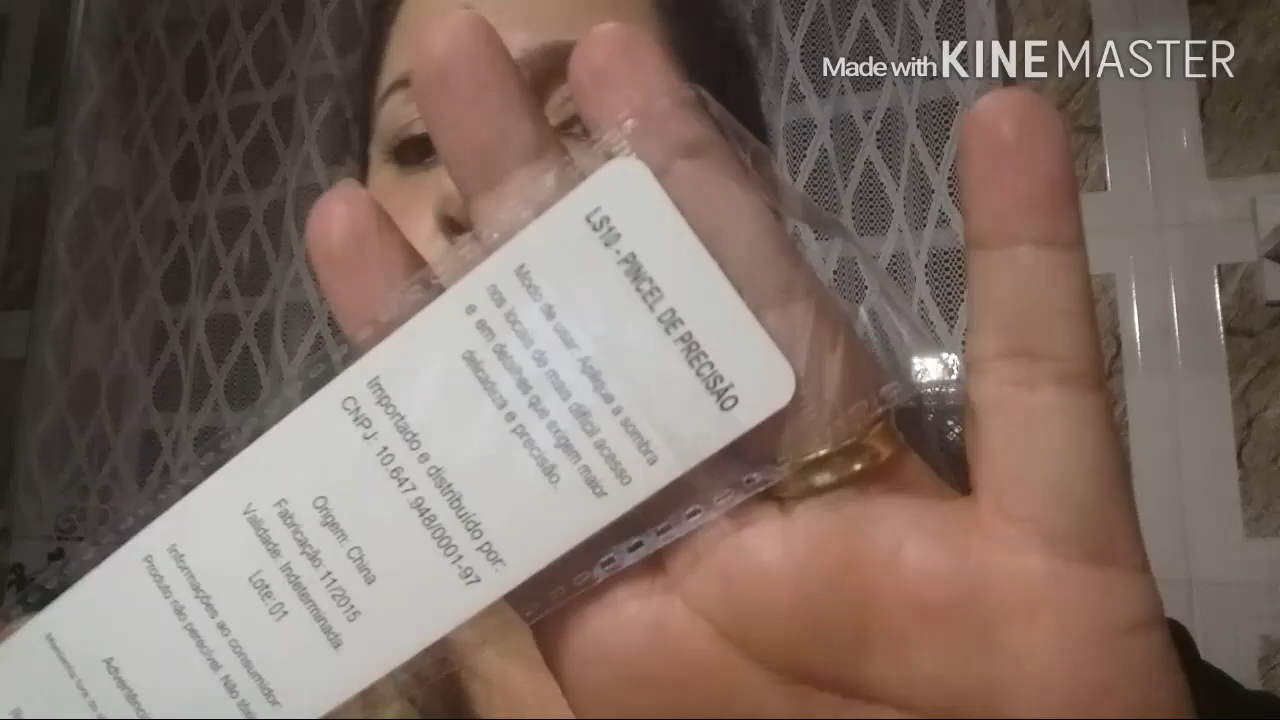 Made with KINEMASTER
LS10 - PINCEL DE PRECISÃO
Modo de usar: Aplique a sombra
nos locais de mais difícil acesso
e em detalhes que exigem maior
delicadeza e precisão.
Importado e distribuído por:
CNPJ: 10.647.948/0001-97
Origem: China
Fabricação: 11/2015
Validade: Indeterminada.
Lote: 01
Informações ao consumidor:
Produto não perecível. Não